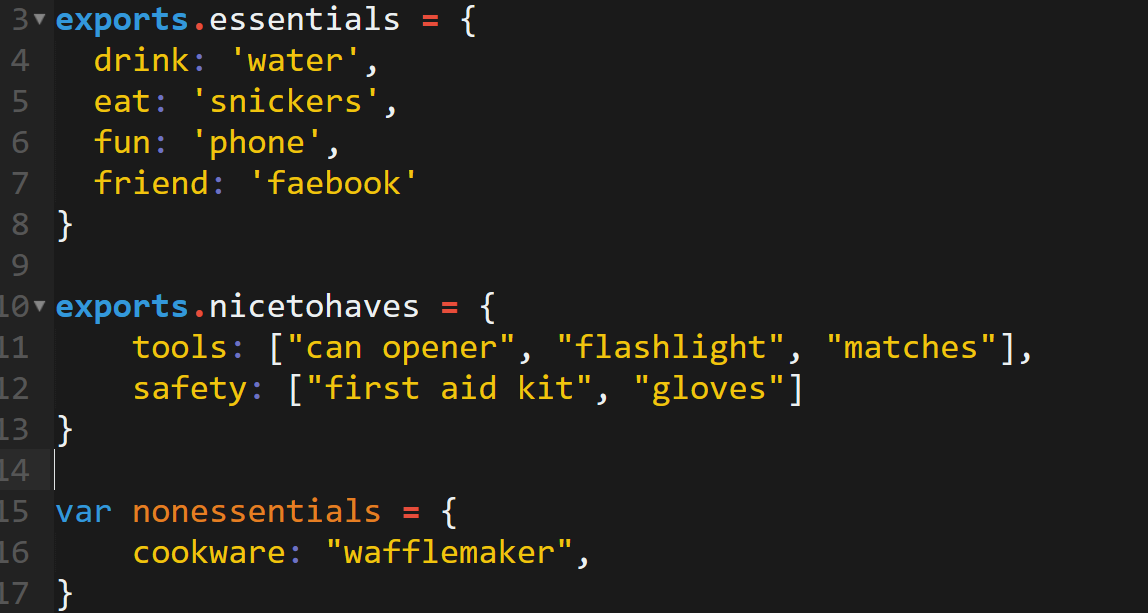 3 exports.essentials = {
4   drink: 'water',
5   eat: 'snickers',
6   fun: 'phone',
7   friend: 'faebook'
8 }
9
10 exports.nicetohaves = {
11     tools: ["can opener", "flashlight", "matches"],
12     safety: ["first aid kit", "gloves"]
13 }
14
15 var nonessentials = {
16     cookware: "wafflemaker",
17 }